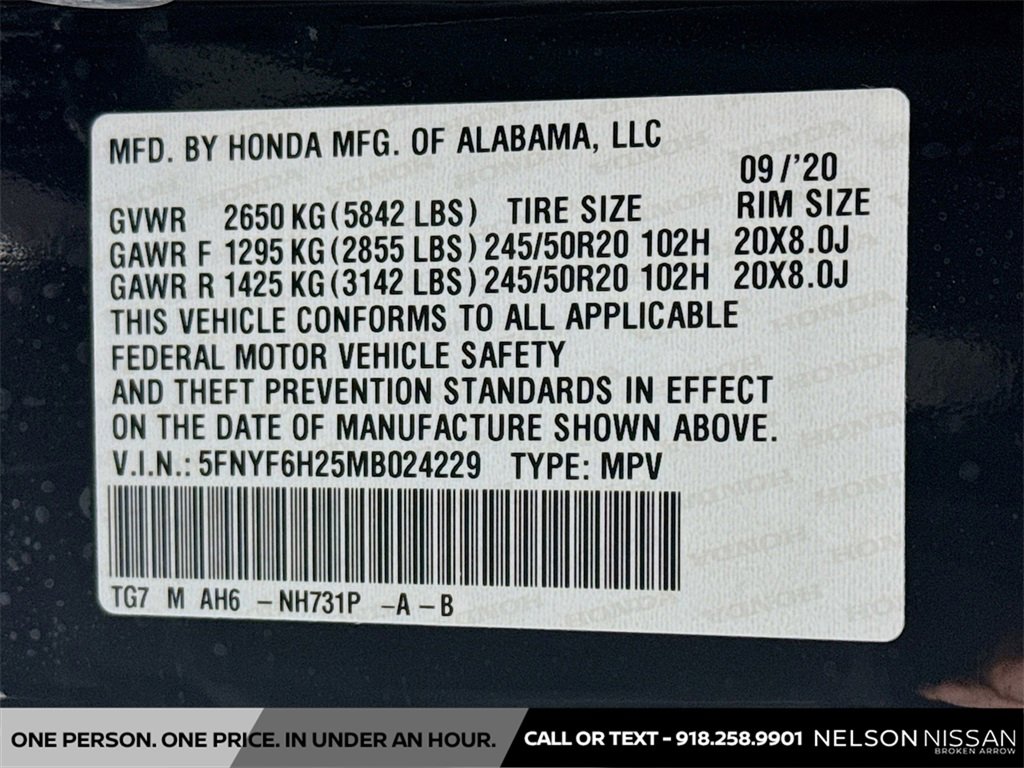 MFD. BY HONDA MFG. OF ALABAMA, LLC
09/'20
GVWR 2650 KG (5842 LBS) TIRE SIZE RIM SIZE
GAWR F 1295 KG (2855 LBS) 245/50R20 102H 20X8.0J
GAWR R 1425 KG (3142 LBS) 245/50R20 102H 20X8.0J
THIS VEHICLE CONFORMS TO ALL APPLICABLE
FEDERAL MOTOR VEHICLE SAFETY
AND THEFT PREVENTION STANDARDS IN EFFECT
ON THE DATE OF MANUFACTURE SHOWN ABOVE.
V.I.N.: 5FNYF6H25MB024229 TYPE: MPV
TG7 M AH6 -NH731P -A -B
ONE PERSON. ONE PRICE. IN UNDER AN HOUR. CALL OR TEXT - 918.258.9901 NELSON NISSAN
BROKEN ARROW